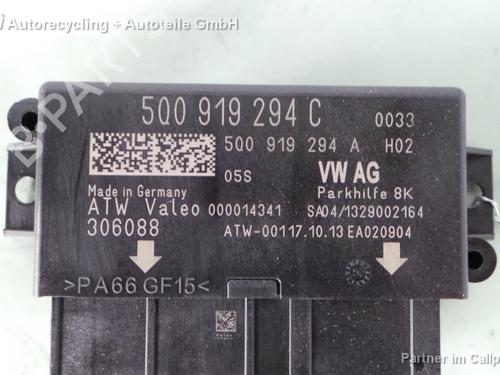 Autorecycling + Autoteile GmbH
5Q0 919 294 C 0033
5Q0 919 294 A H02
05S VW AG
Made in Germany Parkhilfe 8K
ATW Valeo 000014341 SA04/1329002164
306088 ATW-00117.10.13 EA020904
>PA66 GF15<
Partner im Callp